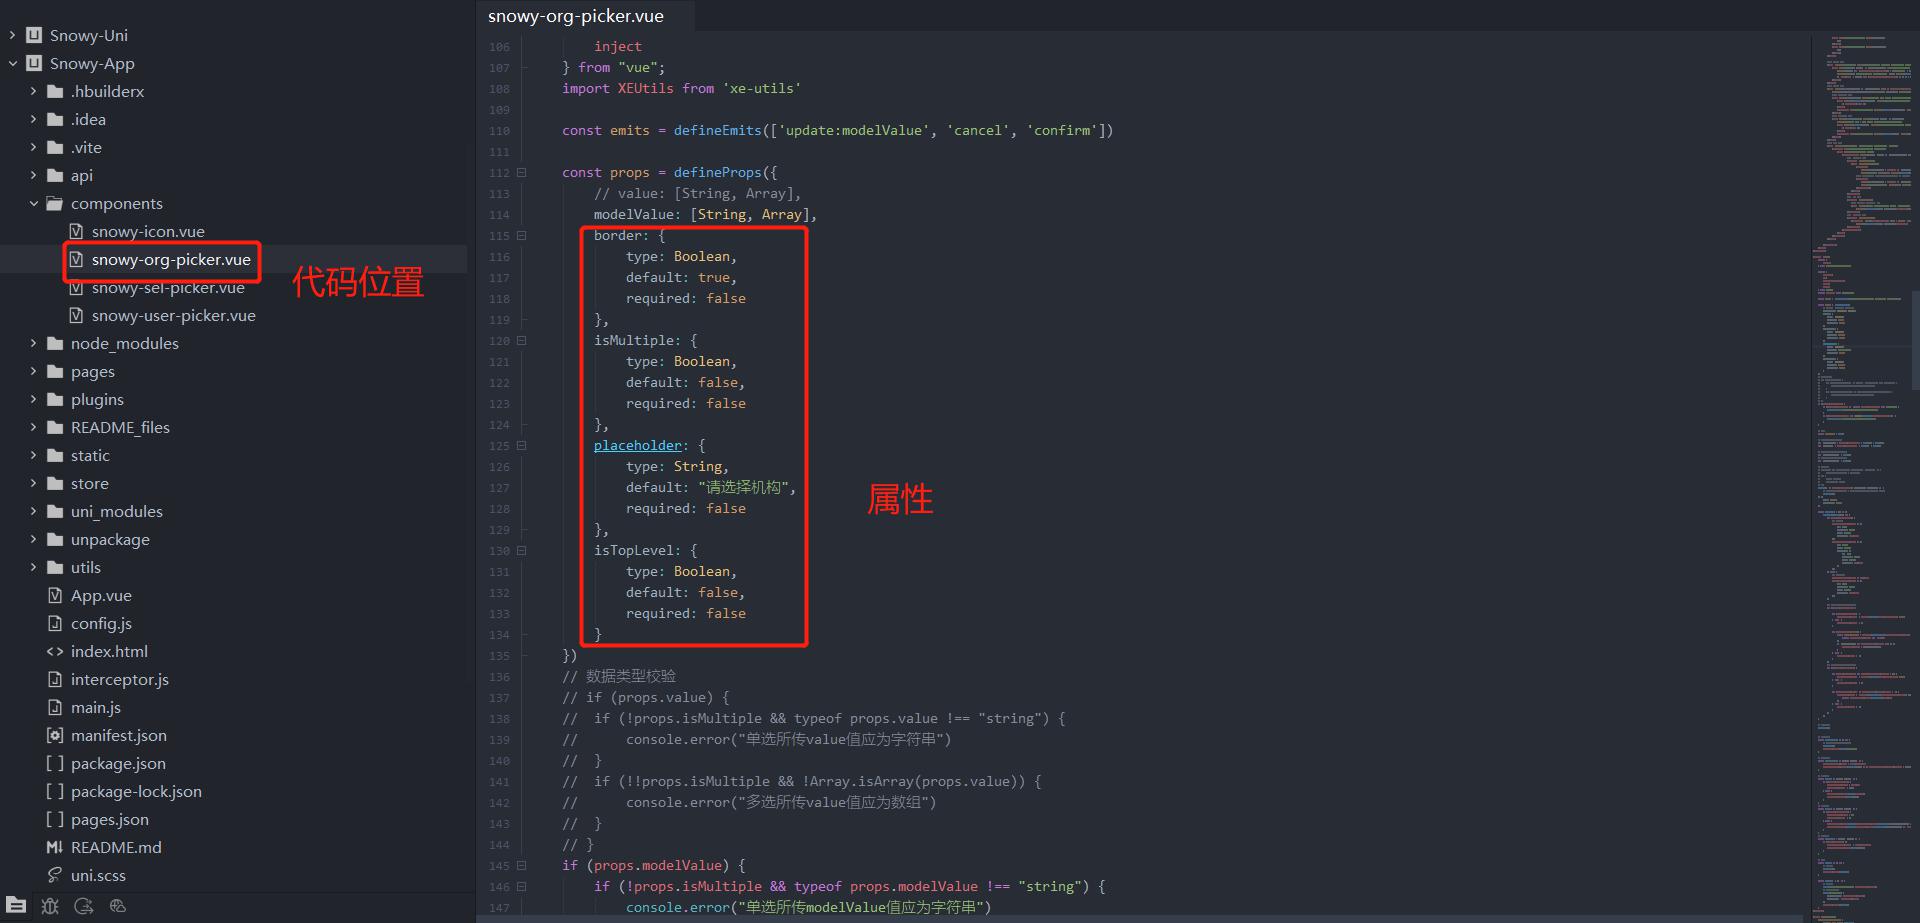 snowy-org-picker.vue
Snowy-Uni
Snowy-App
.hbuilderx
.idea
.vite
api
components
snowy-icon.vue
snowy-org-picker.vue
代码位置
snowy-sel-picker.vue
snowy-user-picker.vue
node_modules
pages
plugins
README_files
static
store
uni_modules
unpackage
utils
App.vue
config.js
index.html
interceptor.js
main.js
manifest.json
package.json
package-lock.json
pages.json
README.md
uni.scss
106 inject
107 } from "vue";
108 import XEUtils from 'xe-utils'
109
110 const emits = defineEmits(['update:modelValue', 'cancel', 'confirm'])
111
112 const props = defineProps({
113 // value: [String, Array],
114 modelValue: [String, Array],
115 border: {
116 type: Boolean,
117 default: true,
118 required: false
119 },
120 isMultiple: {
121 type: Boolean,
122 default: false,
123 required: false
124 },
125 placeholder: {
126 type: String,
127 default: "请选择机构",
128 required: false
129 },
130 isTopLevel: {
131 type: Boolean,
132 default: false,
133 required: false
134 }
属性
135 })
136 // 数据类型校验
137 // if (props.value) {
138 // if (!props.isMultiple && typeof props.value !== "string") {
139 // console.error("单选所传value值应为字符串")
140 // }
141 // if (!!props.isMultiple && !Array.isArray(props.value)) {
142 // console.error("多选所传value值应为数组")
143 // }
144 // }
145 if (props.modelValue) {
146 if (!props.isMultiple && typeof props.modelValue !== "string") {
147 console.error("单选所传modelValue值应为字符串")